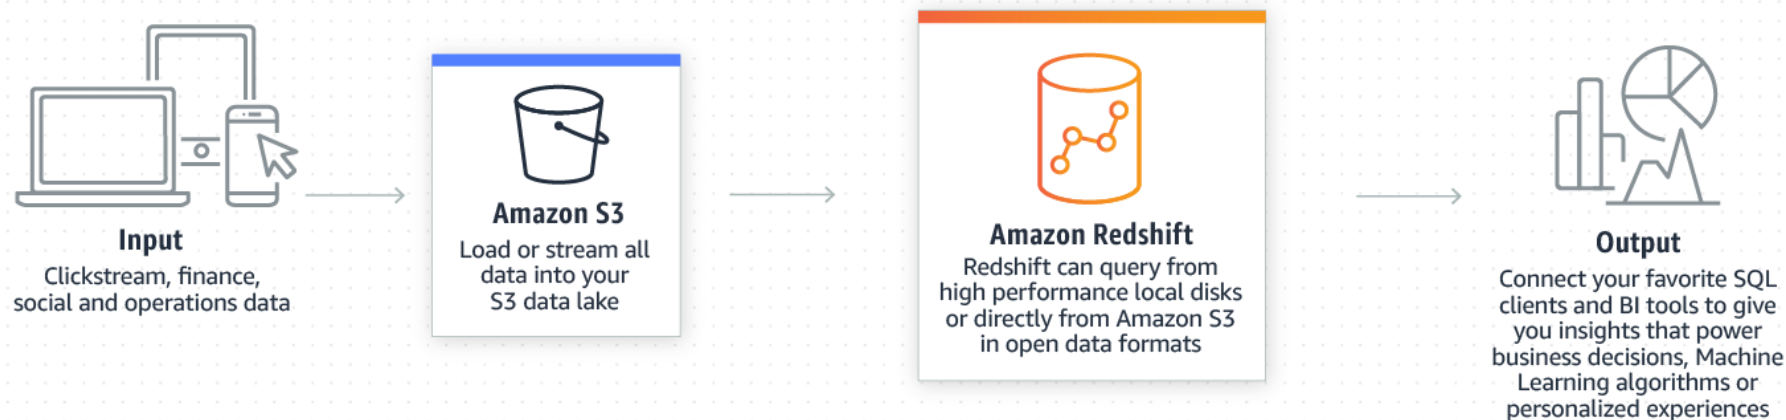 Input
Clickstream, finance,
social and operations data
Amazon S3
Load or stream all
data into your
S3 data lake
Amazon Redshift
Redshift can query from
high performance local disks
or directly from Amazon S3
in open data formats
Output
Connect your favorite SQL
clients and BI tools to give
you insights that power
business decisions, Machine
Learning algorithms or
personalized experiences